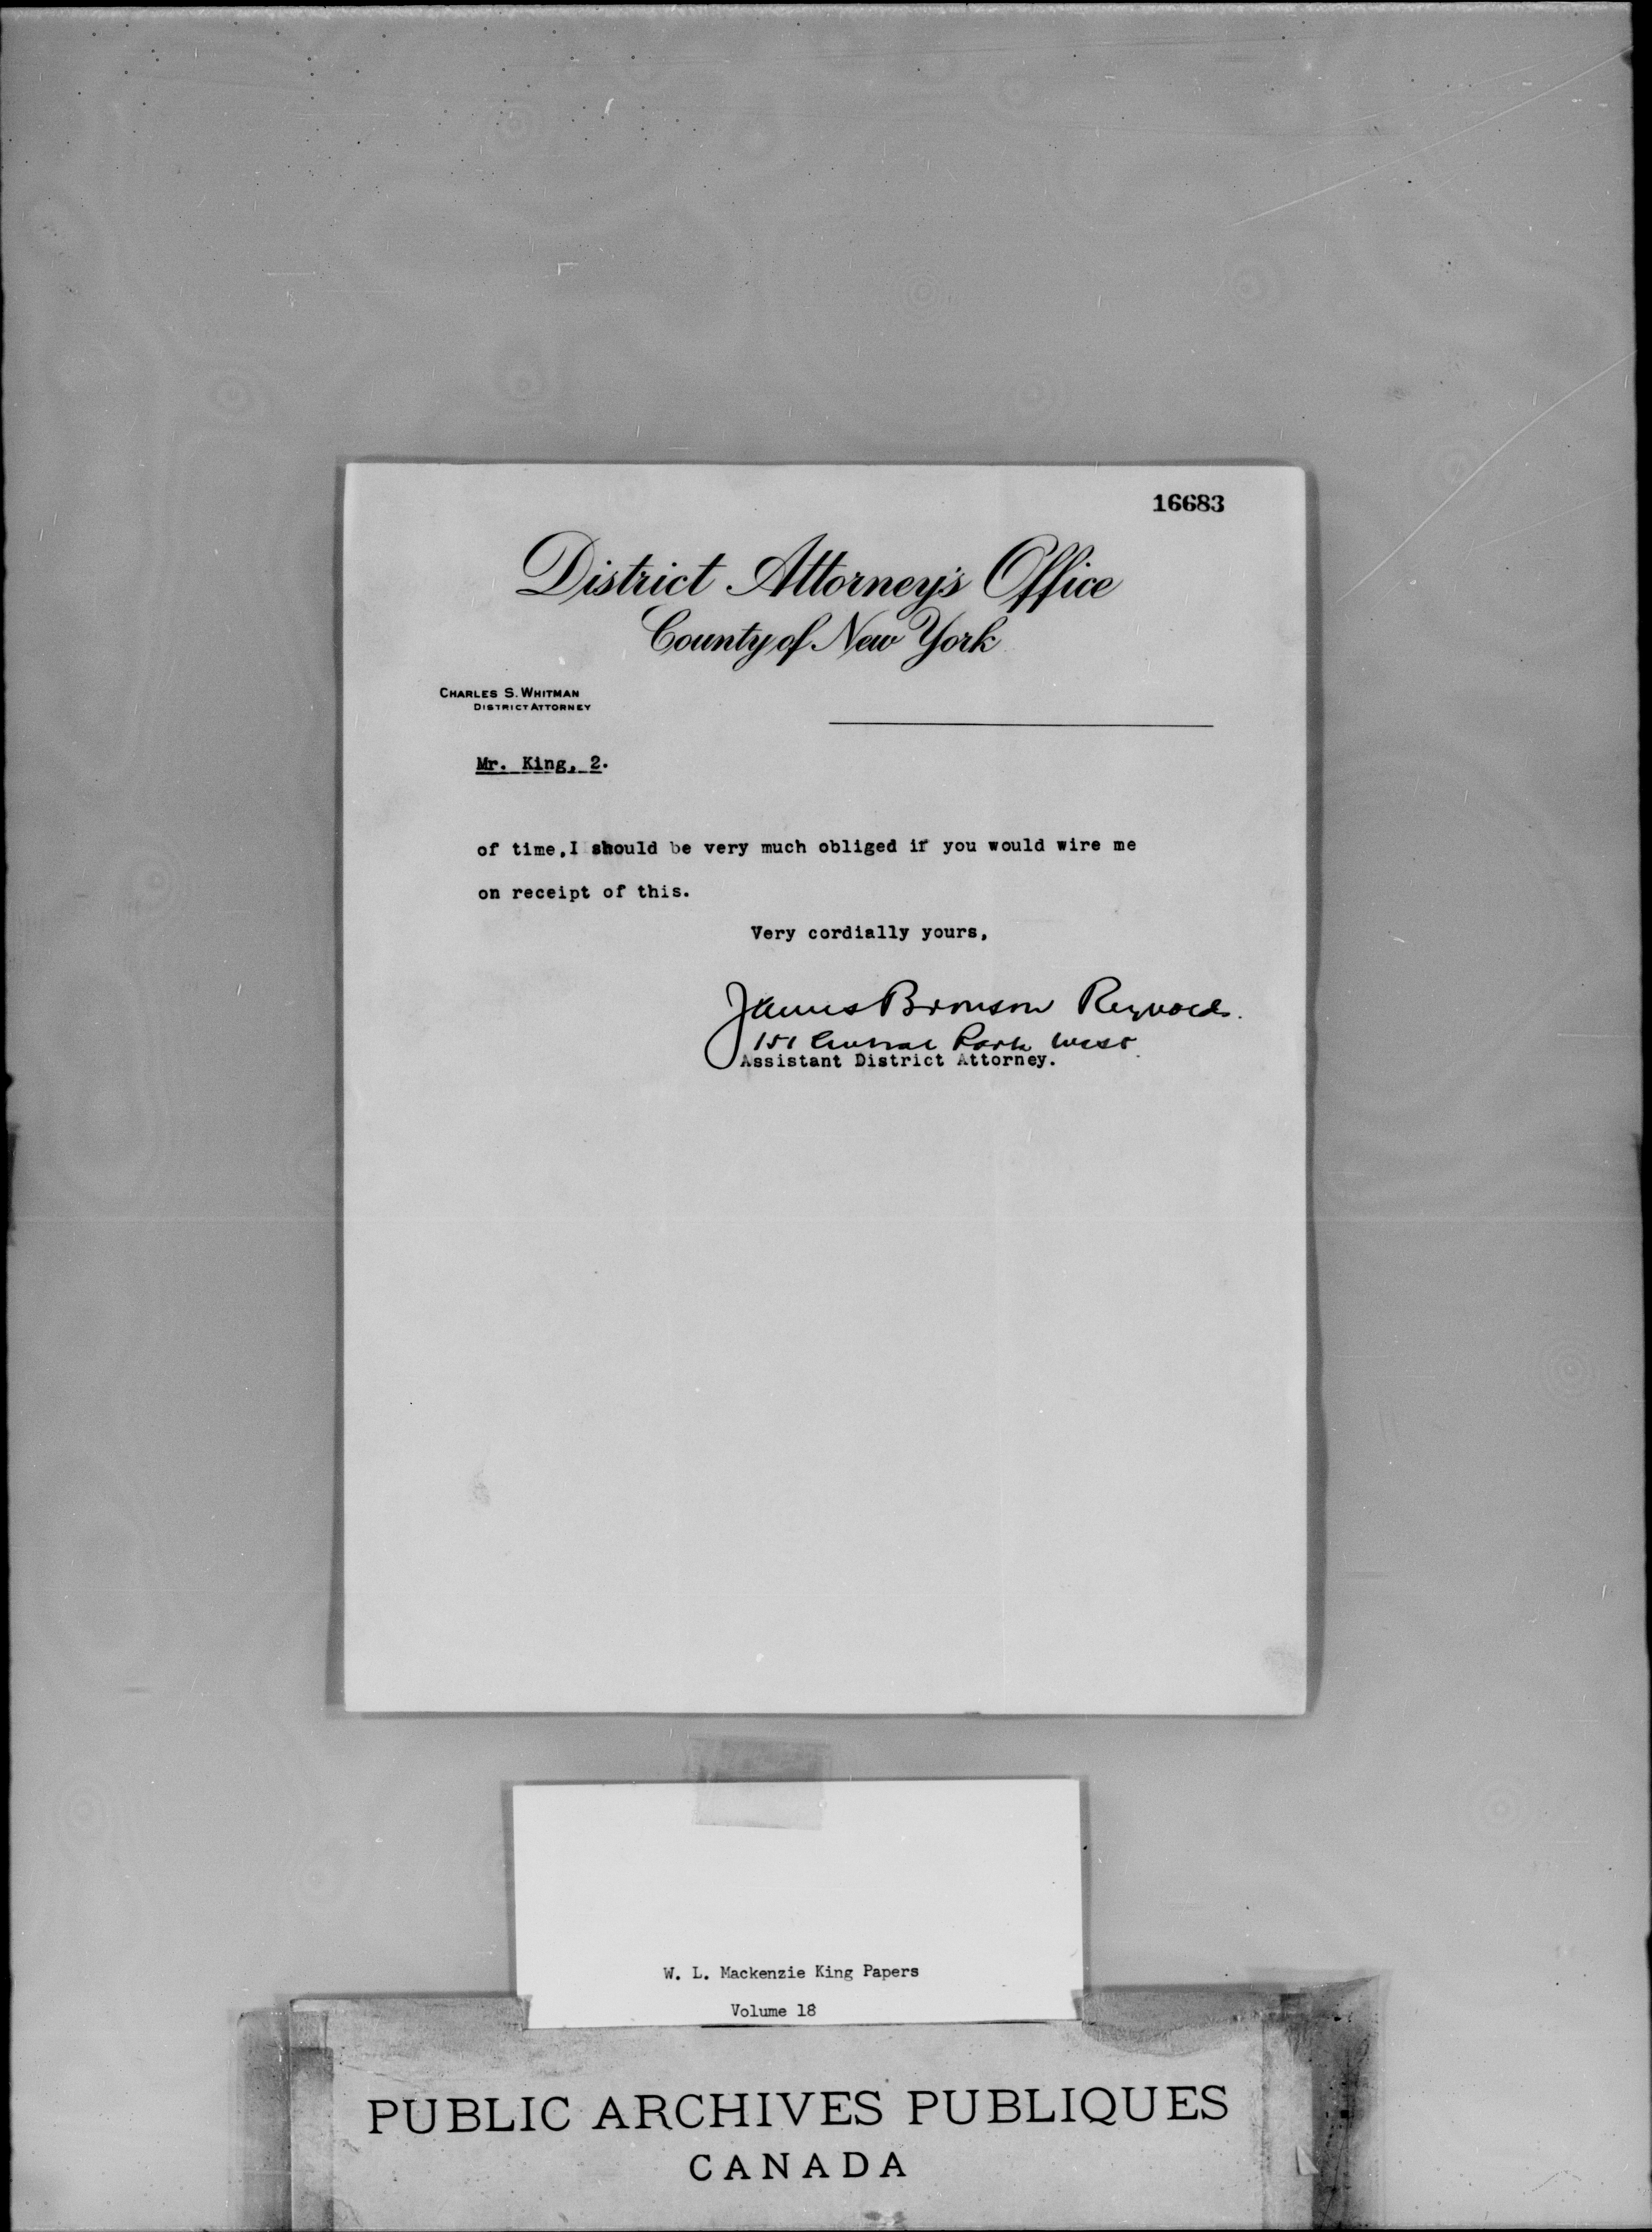 16683
District Attorney's Office
County of New York
CHARLES S. WHITMAN
DISTRICT ATTORNEY
Mr. King, 2.
of time, I should be very much obliged if you would wire me
on receipt of this.
Very cordially yours,
James Bronson Reynolds.
151 Central Park West
Assistant District Attorney.
W. L. Mackenzie King Papers
Volume 18
PUBLIC ARCHIVES PUBLIQUES
CANADA